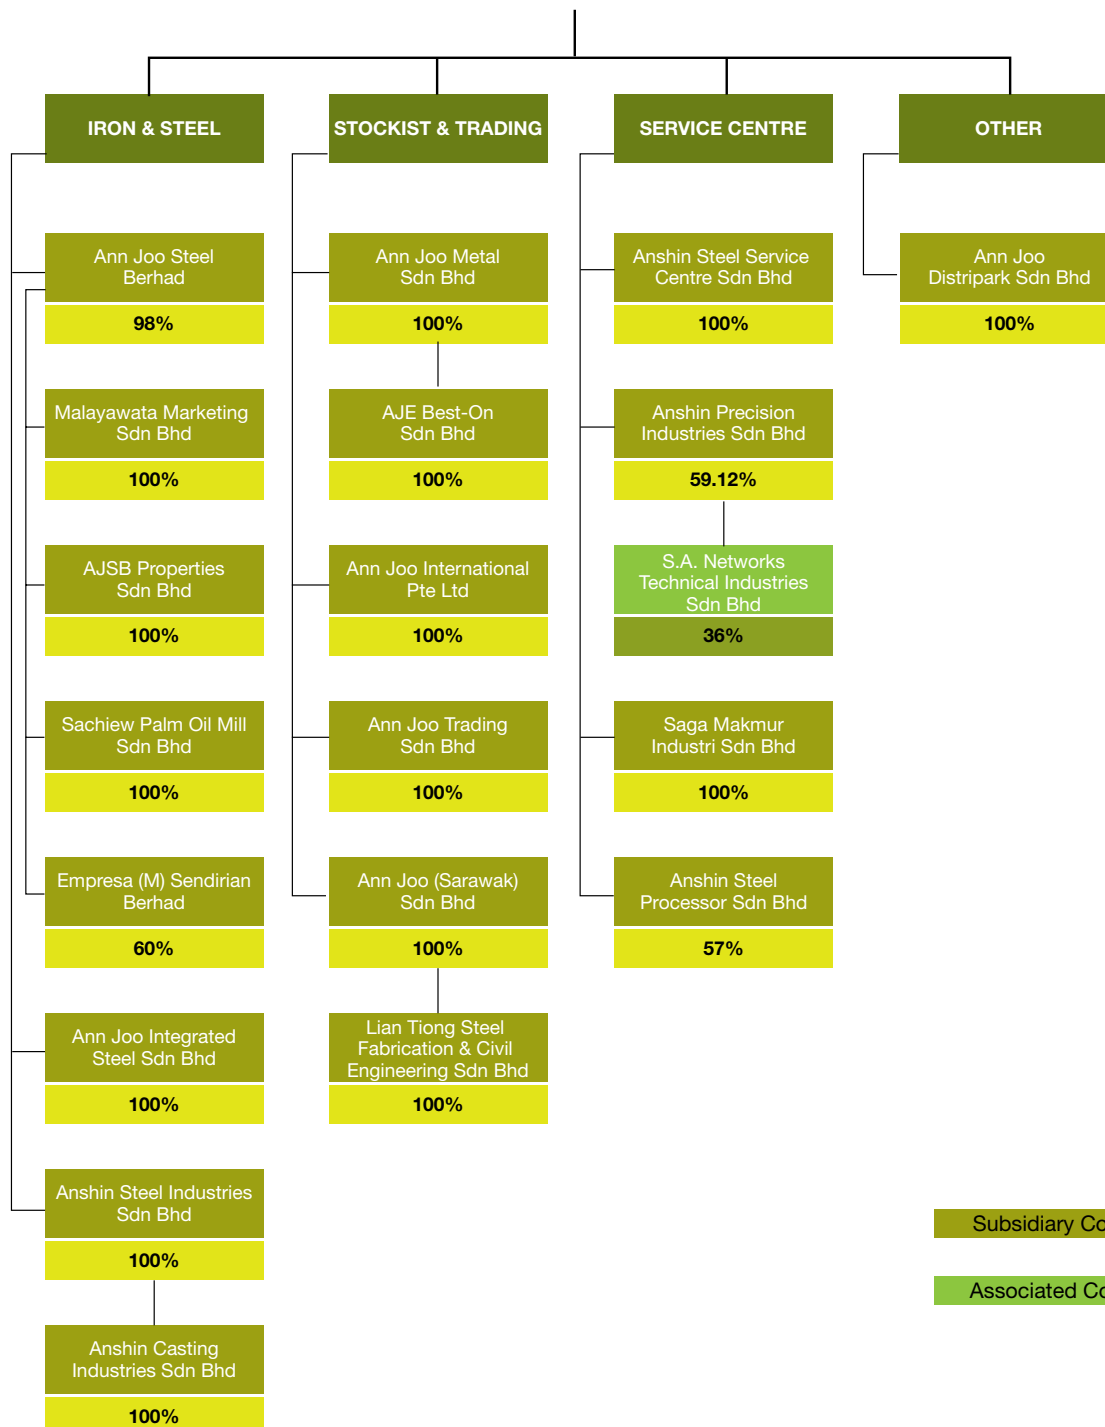 IRON & STEEL
Ann Joo Steel
Berhad
98%
Malayawata Marketing
Sdn Bhd
100%
AJSB Properties
Sdn Bhd
100%
Sachiew Palm Oil Mill
Sdn Bhd
100%
Empresa (M) Sendirian
Berhad
60%
Ann Joo Integrated
Steel Sdn Bhd
100%
Anshin Steel Industries
Sdn Bhd
100%
Anshin Casting
Industries Sdn Bhd
100%
STOCKIST & TRADING
Ann Joo Metal
Sdn Bhd
100%
AJE Best-On
Sdn Bhd
100%
Ann Joo International
Pte Ltd
100%
Ann Joo Trading
Sdn Bhd
100%
Ann Joo (Sarawak)
Sdn Bhd
100%
Lian Tiong Steel
Fabrication & Civil
Engineering Sdn Bhd
100%
SERVICE CENTRE
Anshin Steel Service
Centre Sdn Bhd
100%
Anshin Precision
Industries Sdn Bhd
59.12%
S.A. Networks
Technical Industries
Sdn Bhd
36%
Saga Makmur
Industri Sdn Bhd
100%
Anshin Steel
Processor Sdn Bhd
57%
OTHER
Ann Joo
Distripark Sdn Bhd
100%
Subsidiary Co
Associated Co